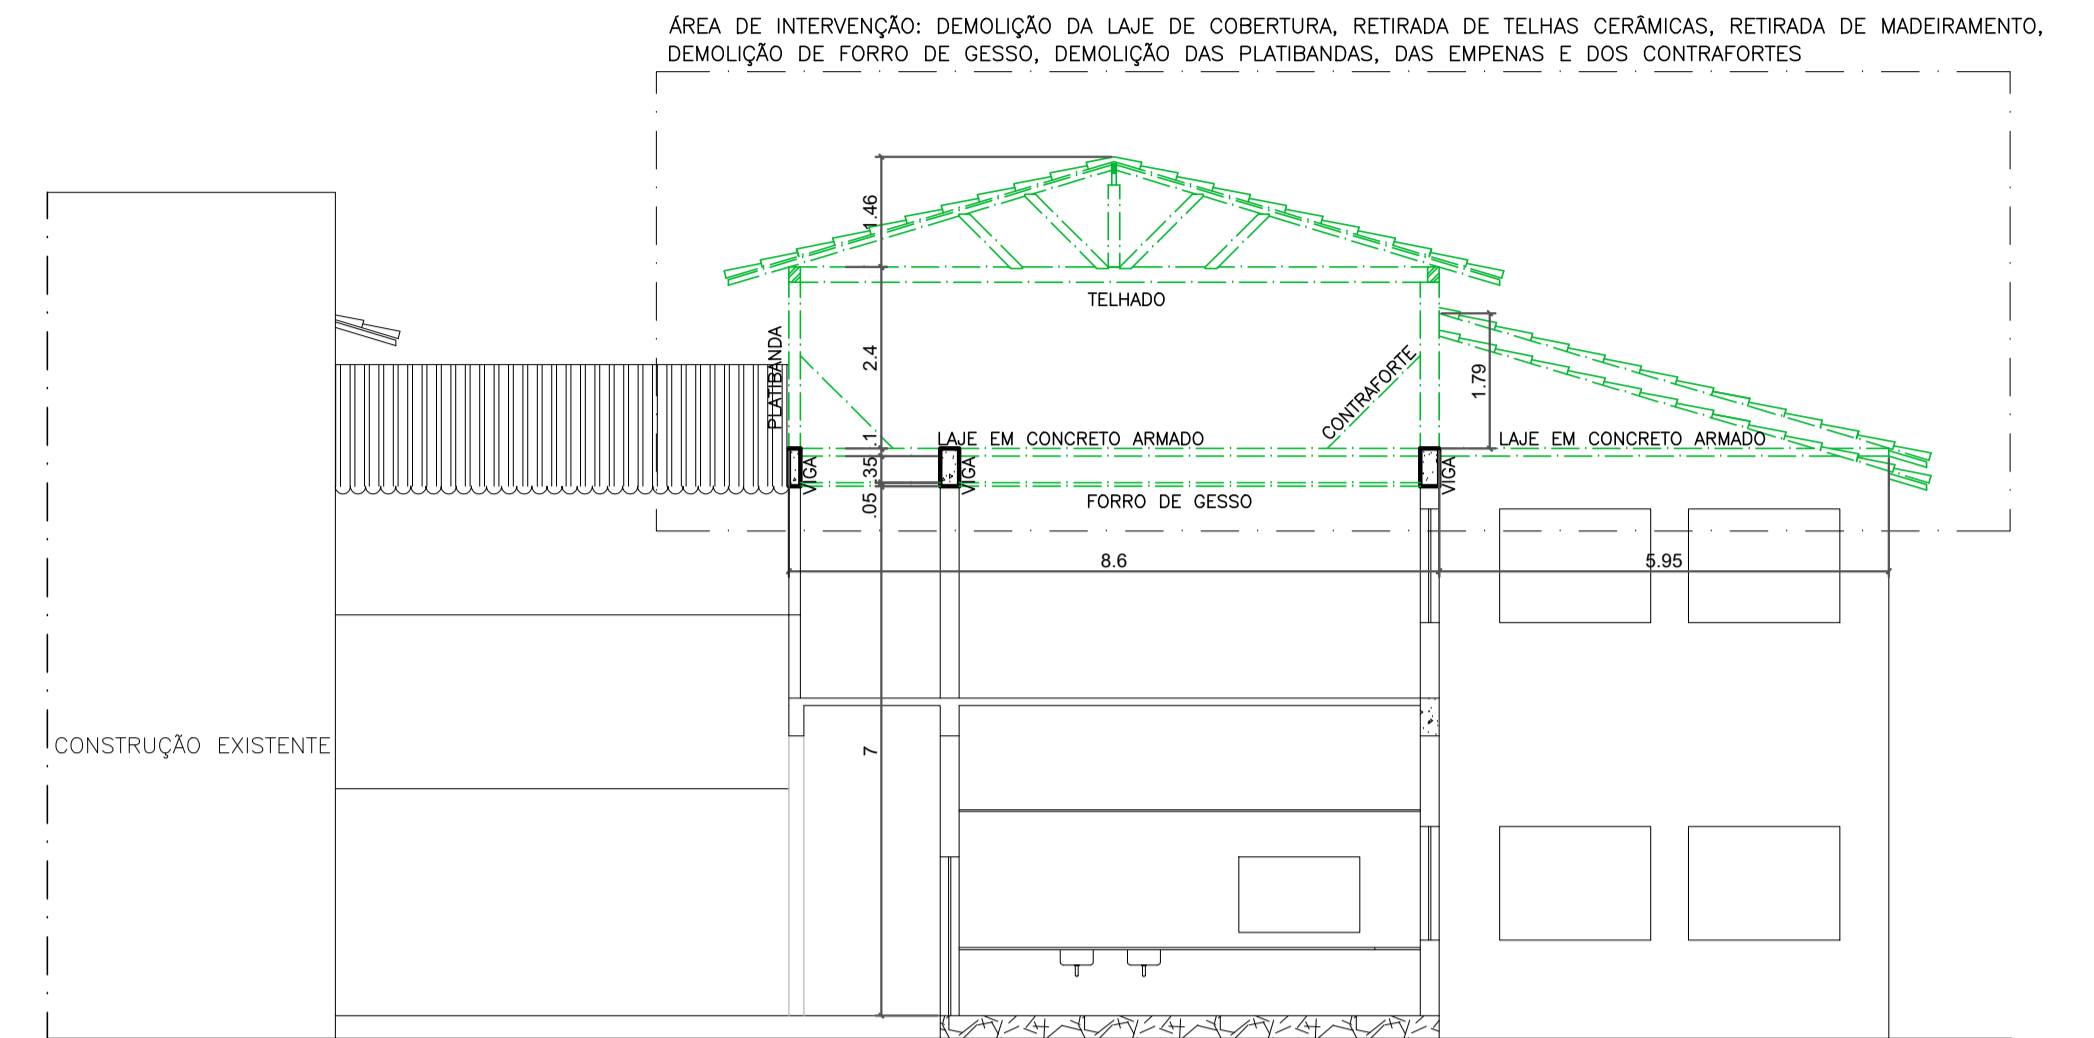 ÁREA DE INTERVENÇÃO: DEMOLIÇÃO DA LAJE DE COBERTURA, RETIRADA DE TELHAS CERÂMICAS, RETIRADA DE MADEIRAMENTO,
DEMOLIÇÃO DE FORRO DE GESSO, DEMOLIÇÃO DAS PLATIBANDAS, DAS EMPENAS E DOS CONTRAFORTES
1.46
TELHADO
PLATIBANDA
2.4
CONTRAFORTE
1.79
.1
LAJE EM CONCRETO ARMADO
LAJE EM CONCRETO ARMADO
.35
VIGA
VIGA
VIGA
.05
FORRO DE GESSO
8.6
5.95
CONSTRUÇÃO EXISTENTE
7